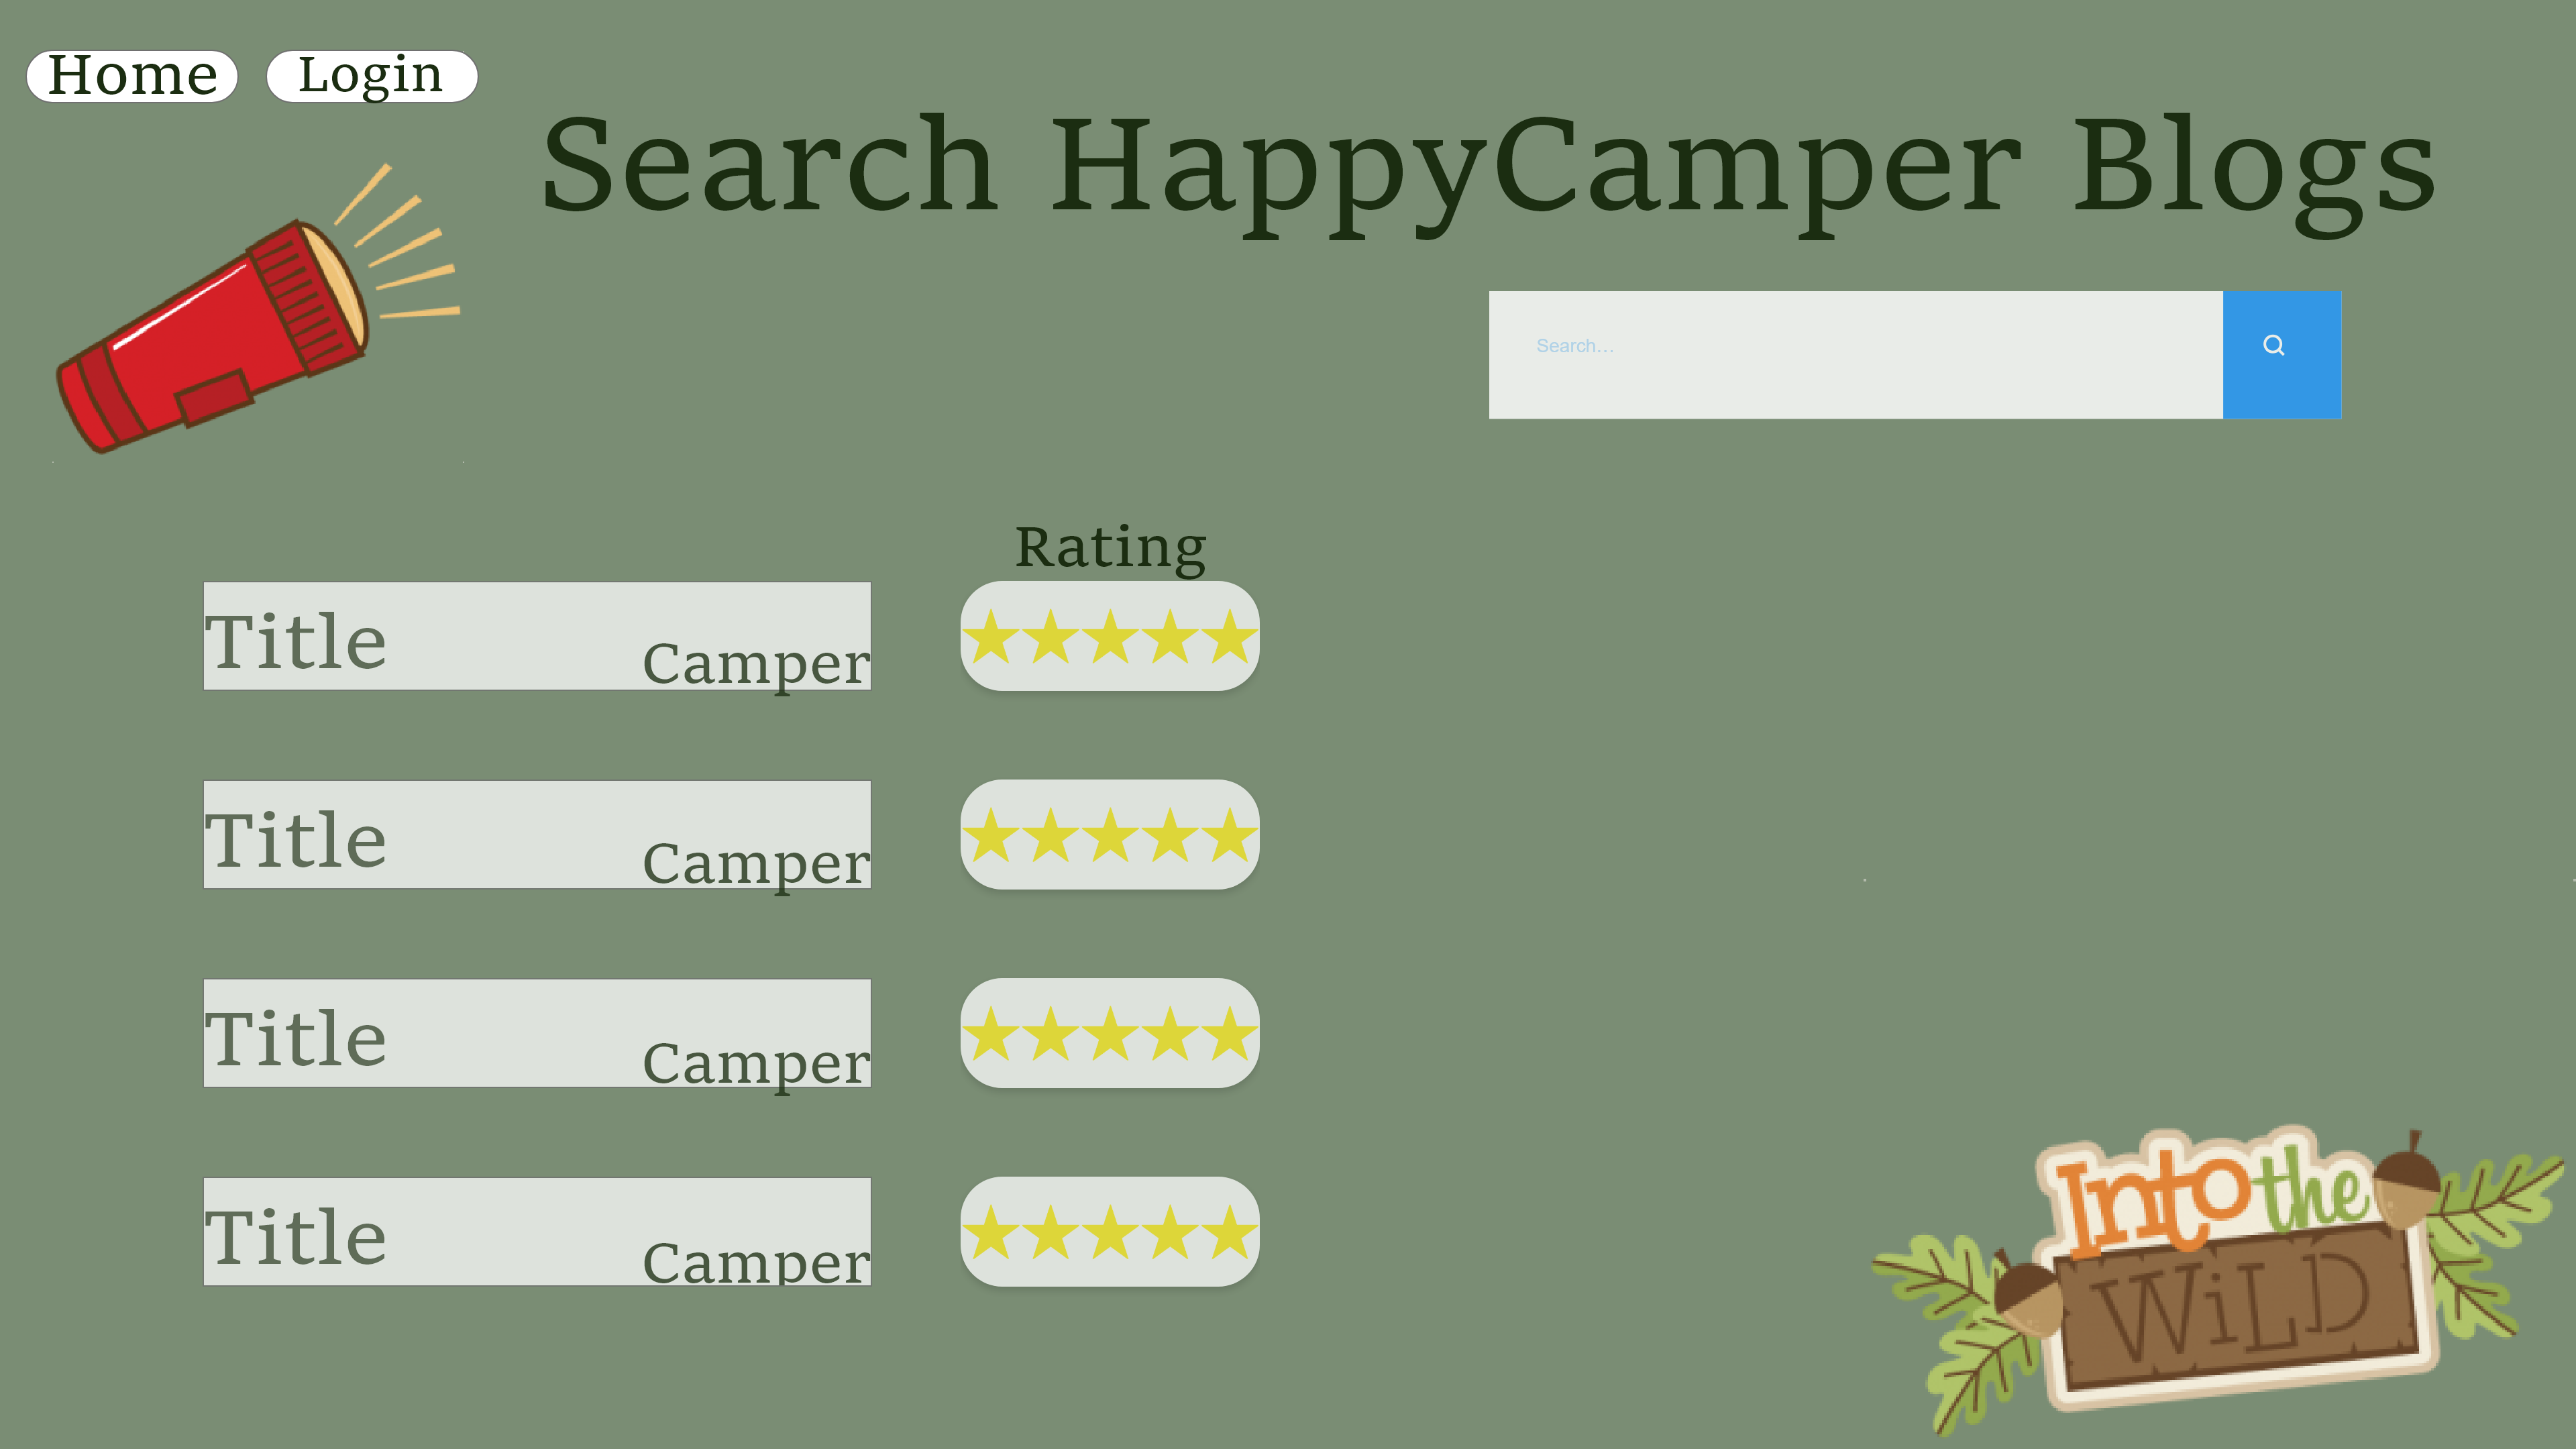 Home Login
Search HappyCamper Blogs
Search...
Rating
Title
Camper
Title
Camper
Title
Camper
Title
Camper
Into the
WiLD